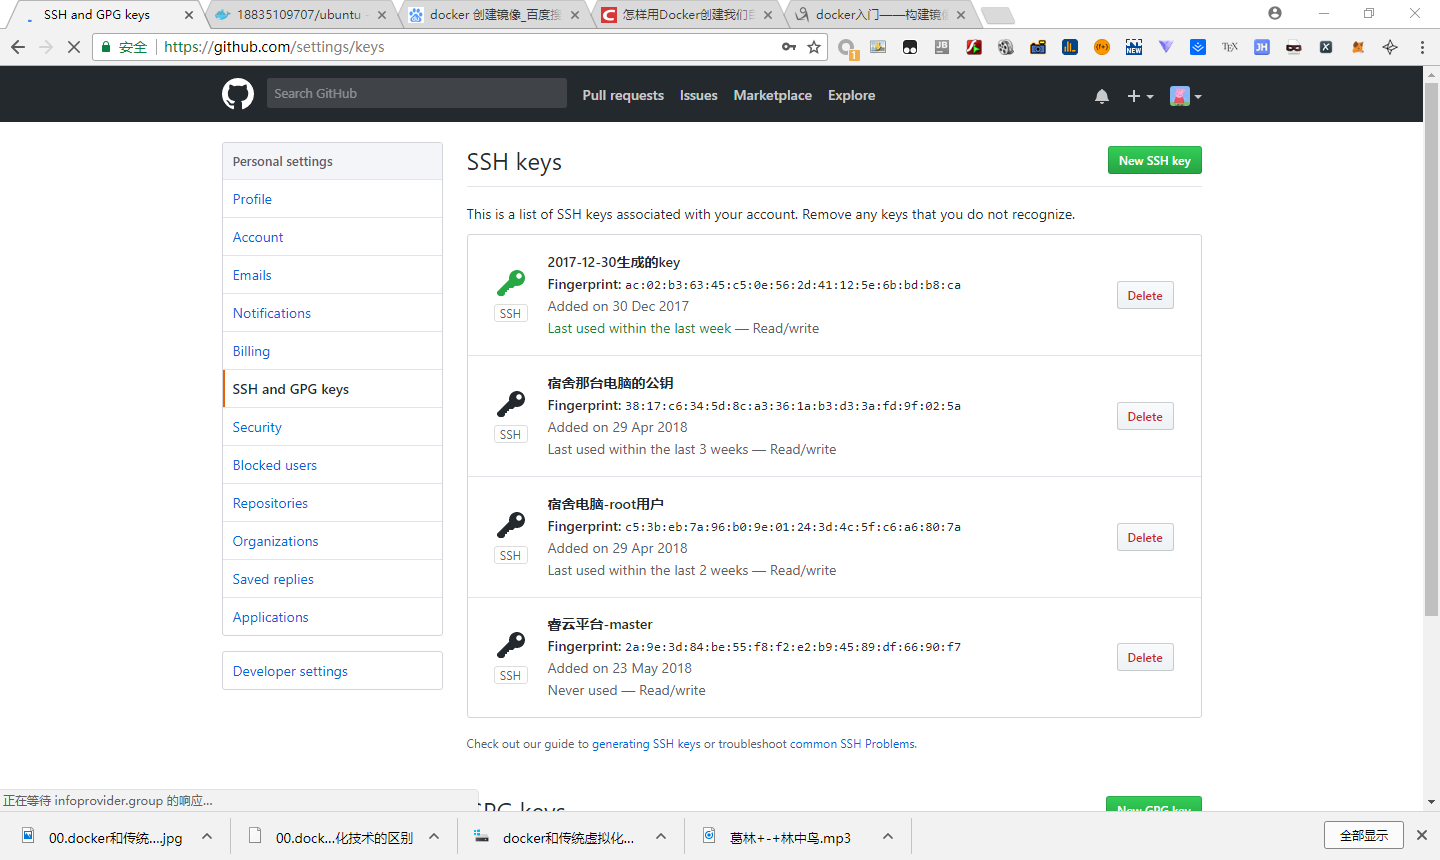 SSH and GPG keys
18835109707/ubuntu
docker 创建镜像_百度搜
怎样用Docker创建我们自
docker入门——构建镜像
安全
https://github.com/settings/keys
1
JB
NEW
TEX
JH
X
Search GitHub
Pull requests
Issues
Marketplace
Explore
Personal settings
Profile
Account
Emails
Notifications
Billing
SSH and GPG keys
Security
Blocked users
Repositories
Organizations
Saved replies
Applications
Developer settings
SSH keys
New SSH key
This is a list of SSH keys associated with your account. Remove any keys that you do not recognize.
2017-12-30生成的key
Fingerprint: ac:02:b3:63:45:c5:0e:56:2d:41:12:5e:6b:bd:b8:ca
Added on 30 Dec 2017
Last used within the last week — Read/write
SSH
Delete
宿舍那台电脑的公钥
Fingerprint: 38:17:c6:34:5d:8c:a3:36:1a:b3:d3:3a:fd:9f:02:5a
Added on 29 Apr 2018
Last used within the last 3 weeks — Read/write
SSH
Delete
宿舍电脑-root用户
Fingerprint: c5:3b:eb:7a:96:b0:9e:01:24:3d:4c:5f:c6:a6:80:7a
Added on 29 Apr 2018
Last used within the last 2 weeks — Read/write
SSH
Delete
睿云平台-master
Fingerprint: 2a:9e:3d:84:be:55:f8:f2:e2:b9:45:89:df:66:90:f7
Added on 23 May 2018
Never used — Read/write
SSH
Delete
Check out our guide to generating SSH keys or troubleshoot common SSH Problems.
GPG keys
New GPG key
正在等待 infoprovider.group 的响应...
00.docker和传统....jpg
00.dock...化技术的区别
docker和传统虚拟化...
葛林+-+林中鸟.mp3
全部显示